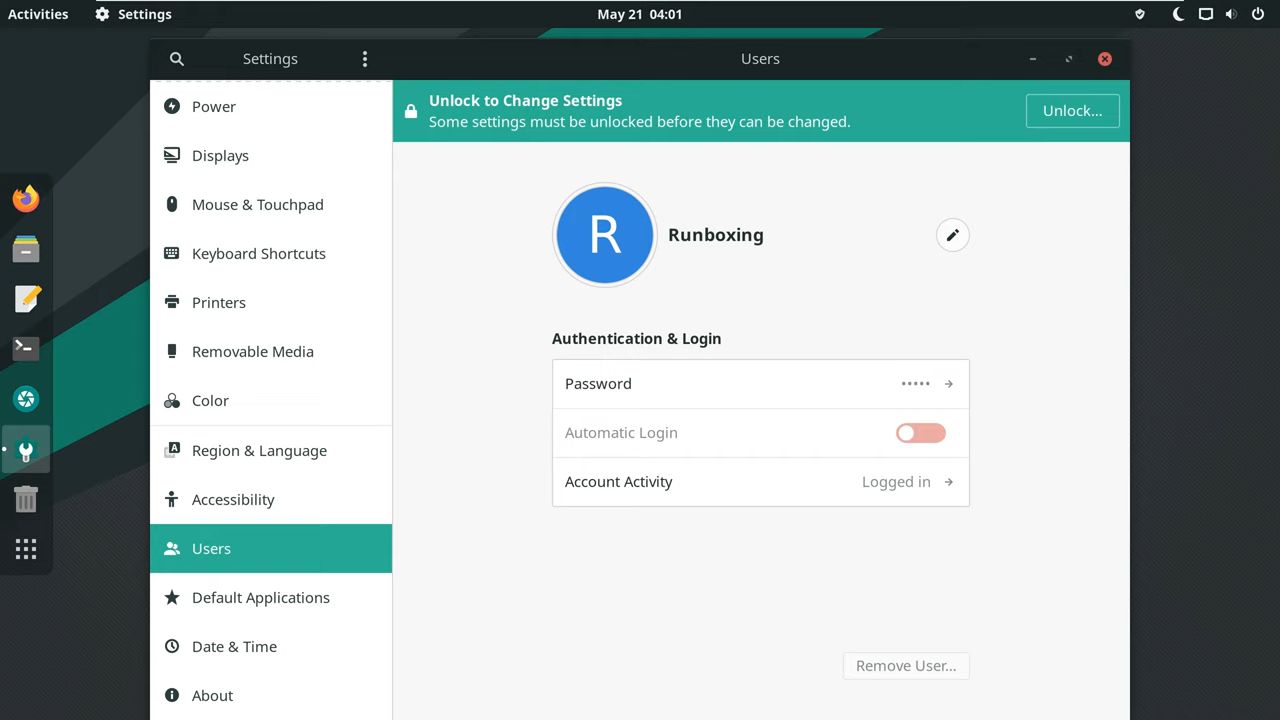 Activities
Settings
May 21 04:01
Settings
Users
Power
Displays
Mouse & Touchpad
Keyboard Shortcuts
Printers
Removable Media
Color
Region & Language
Accessibility
Users
Default Applications
Date & Time
About
Unlock to Change Settings
Some settings must be unlocked before they can be changed.
Unlock...
R
Runboxing
Authentication & Login
Password •••••
Automatic Login
Account Activity Logged in
Remove User...